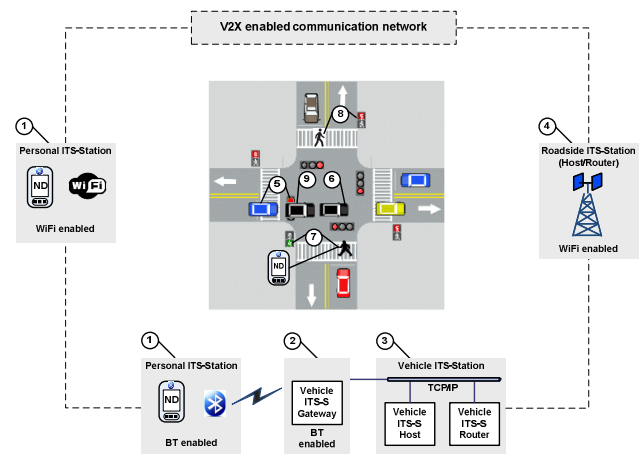 V2X enabled communication network
1
Personal ITS-Station
ND
WiFi
WiFi enabled
8
5
9
6
7
ND
4
Roadside ITS-Station
(Host/Router)
WiFi enabled
1
Personal ITS-Station
ND
BT enabled
2
Vehicle
ITS-S
Gateway
BT
enabled
3
Vehicle ITS-Station
TCP/IP
Vehicle
ITS-S
Host
Vehicle
ITS-S
Router